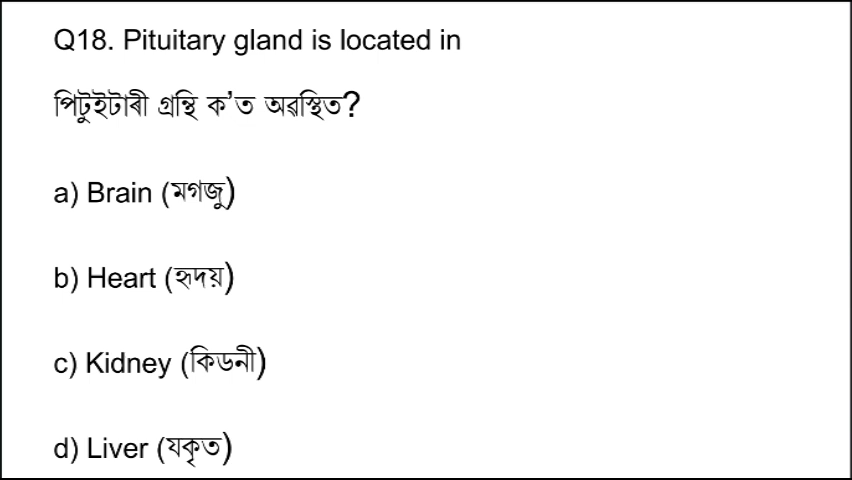 Q18. Pituitary gland is located in
পিটুইটাৰী গ্ৰন্থি ক’ত অৱস্থিত?
a) Brain (মগজু)
b) Heart (হৃদয়)
c) Kidney (কিডনী)
d) Liver (যকৃত)